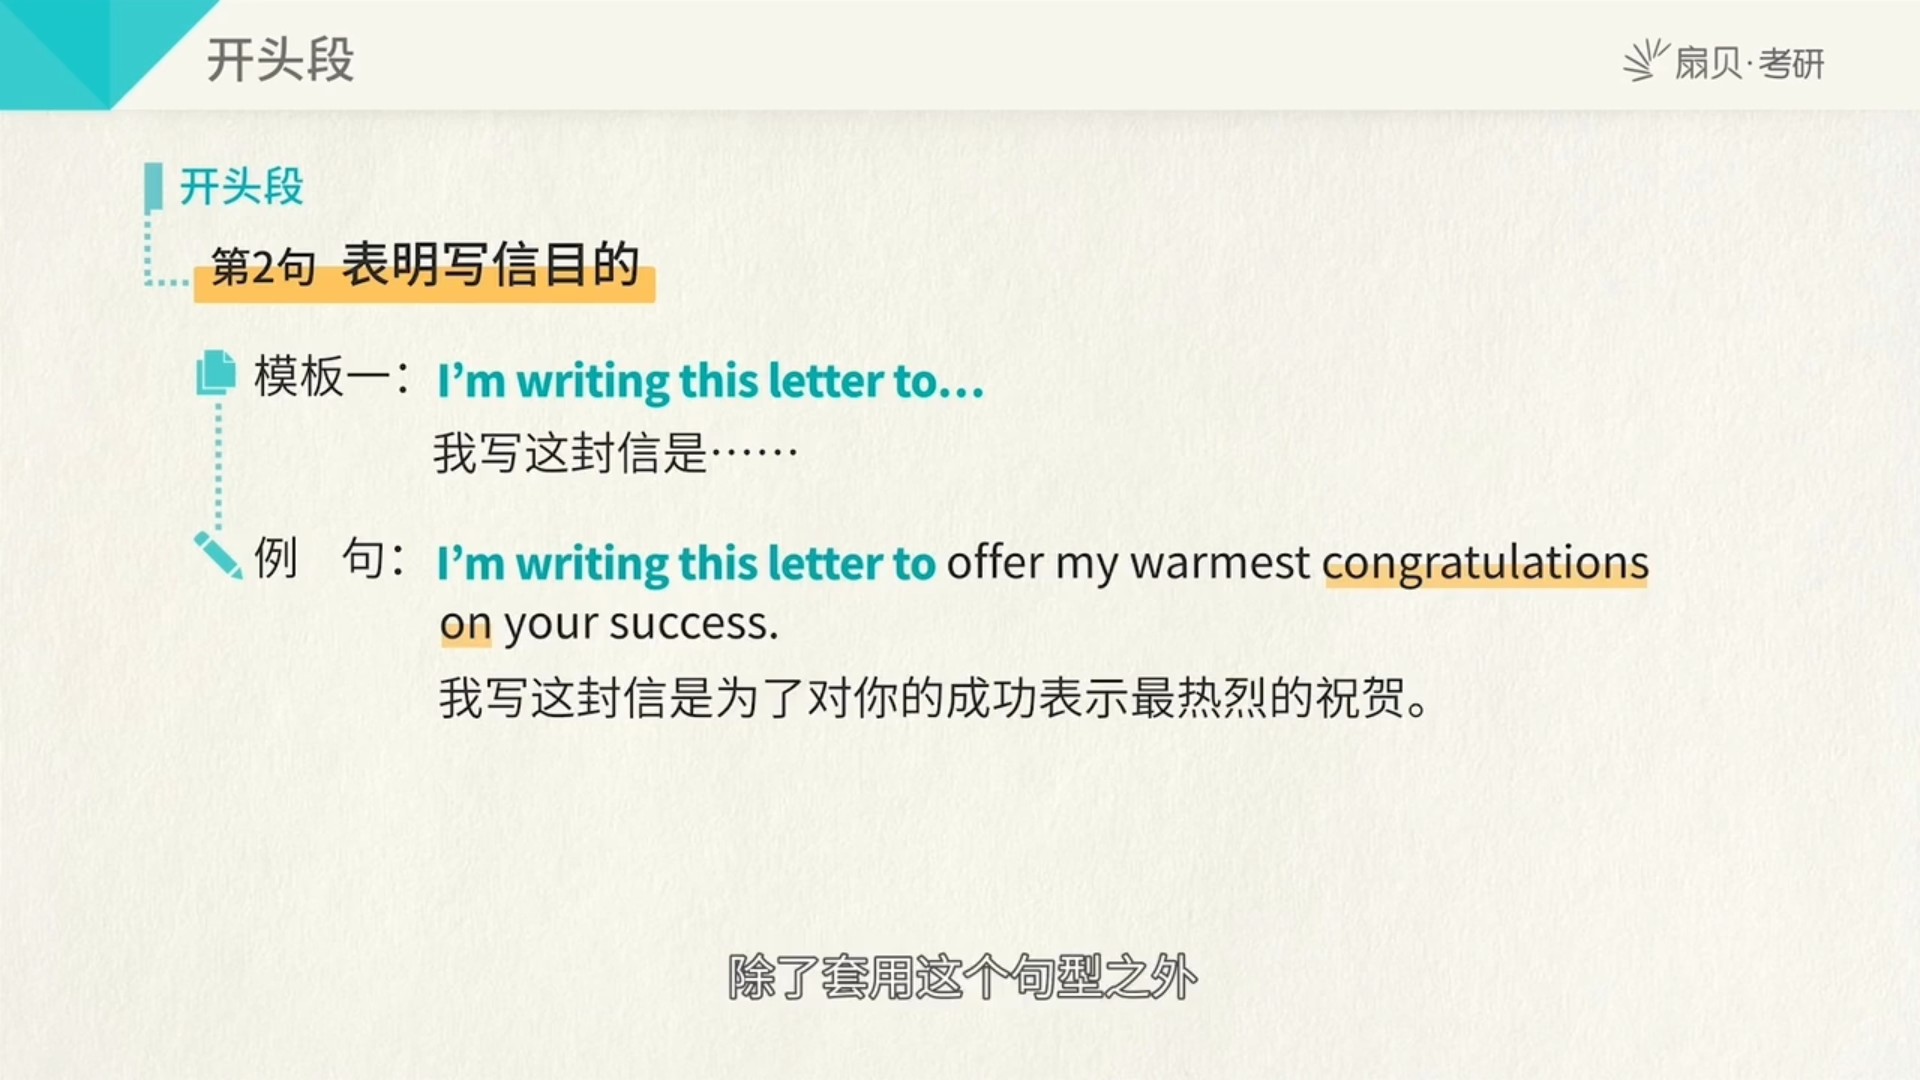 开头段
扇贝·考研
开头段
第2句 表明写信目的
模板一：I’m writing this letter to…
我写这封信是……
例 句：I’m writing this letter to offer my warmest congratulations
on your success.
我写这封信是为了对你的成功表示最热烈的祝贺。
除了套用这个句型之外